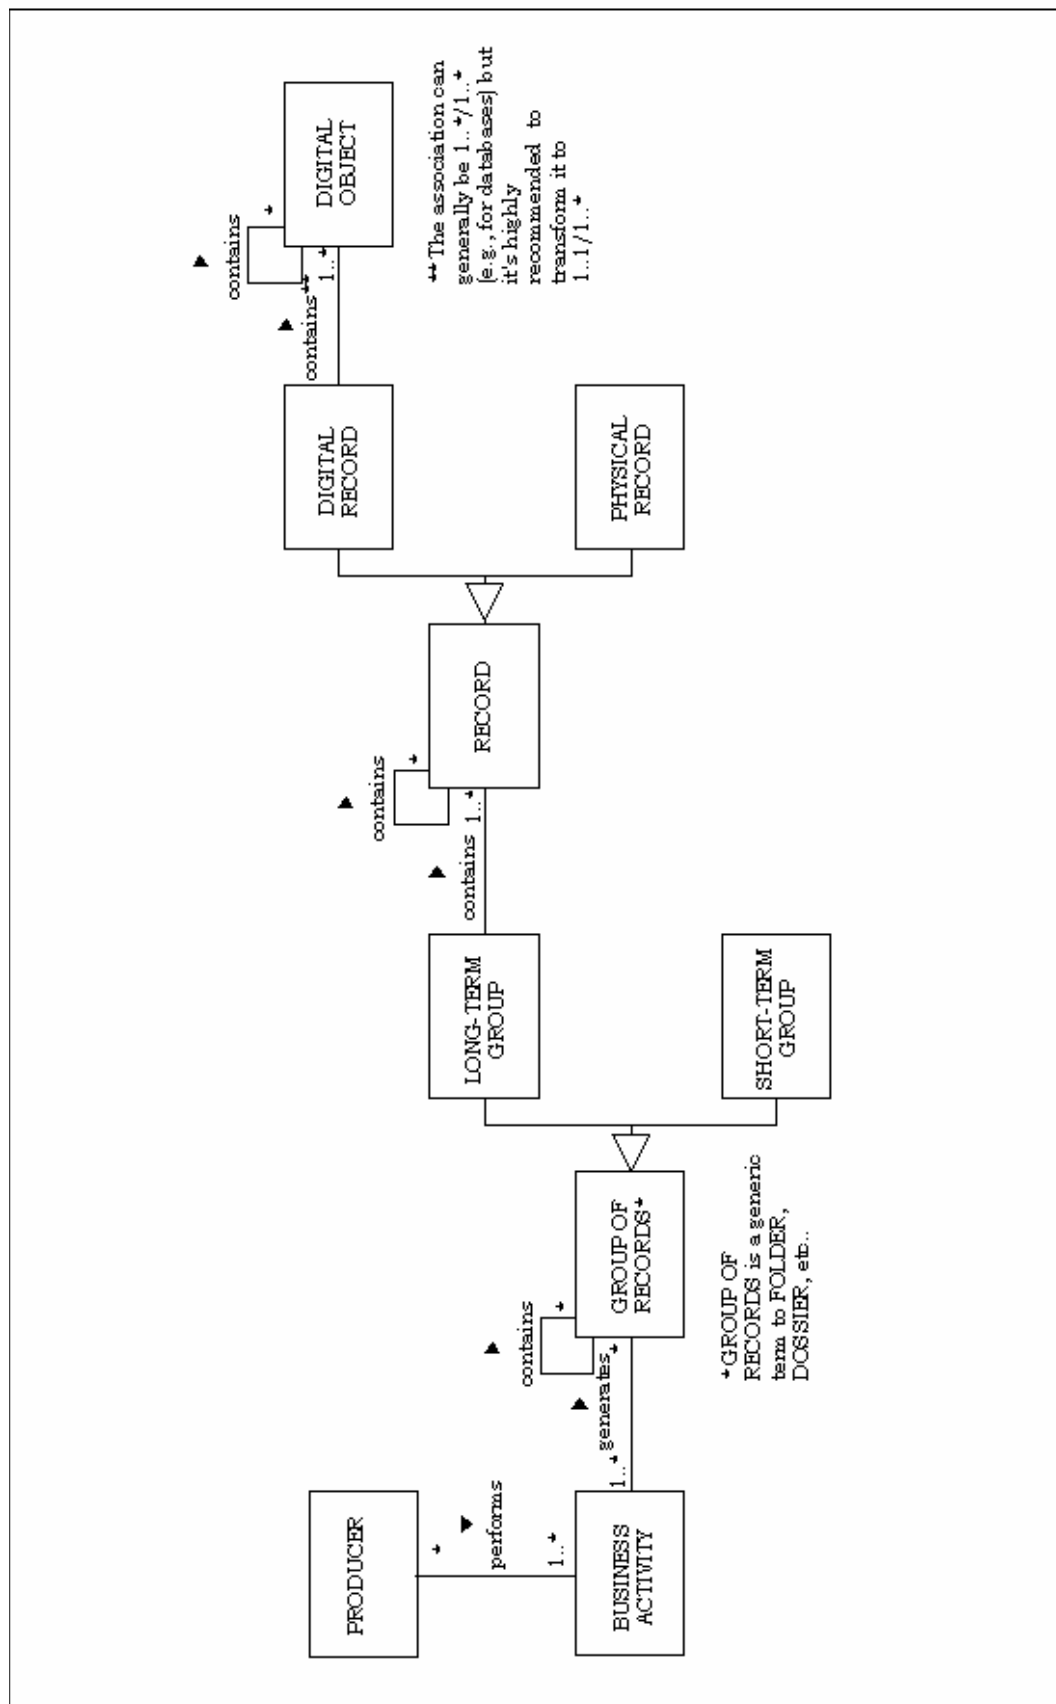 PRODUCER
*
performs
1..*
BUSINESS
ACTIVITY
1..*
generates
*
contains
*
GROUP OF
RECORDS*
*GROUP OF
RECORDS is a generic
term to FOLDER,
DOSSIER, etc..
LONG-TERM
GROUP
SHORT-TERM
GROUP
contains
1..*
contains
*
RECORD
DIGITAL
RECORD
PHYSICAL
RECORD
contains**
1..*
contains
*
DIGITAL
OBJECT
**The association can
generally be 1..*/1..*
(e.g., for databases) but
it's highly
recommended to
transform it to
1..1/1..*